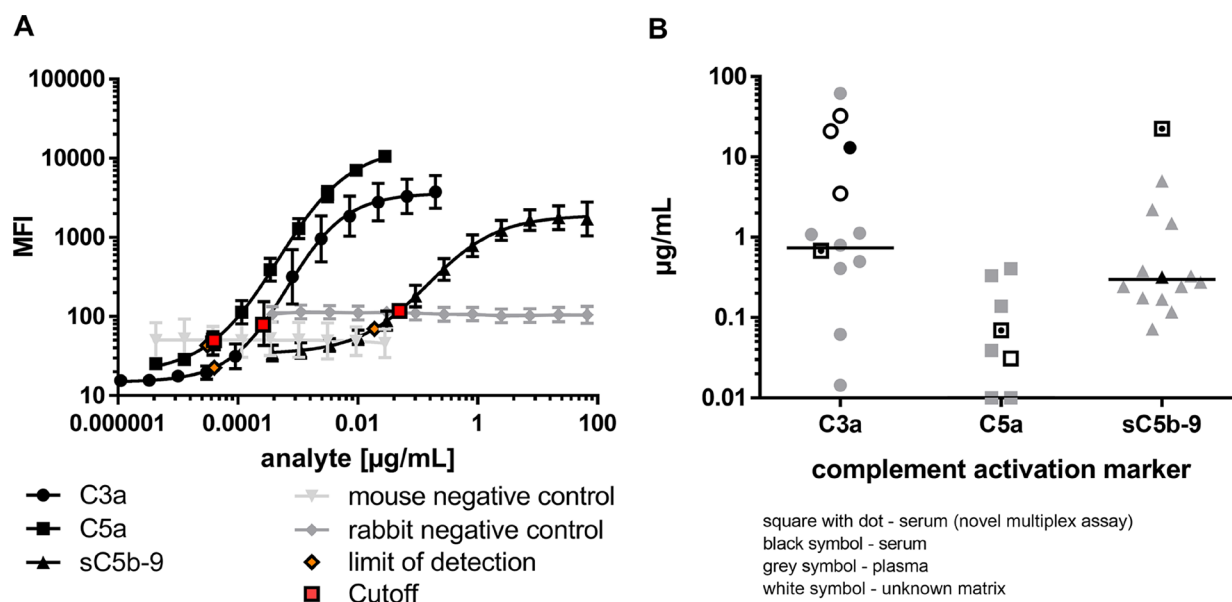 A
B
100000
10000
1000
100
10
MFI
0.000001
0.0001
0.01
1
100
analyte [µg/mL]
C3a
C5a
sC5b-9
mouse negative control
rabbit negative control
limit of detection
Cutoff
100
10
1
0.1
0.01
µg/mL
C3a
C5a
sC5b-9
complement activation marker
square with dot - serum (novel multiplex assay)
black symbol - serum
grey symbol - plasma
white symbol - unknown matrix